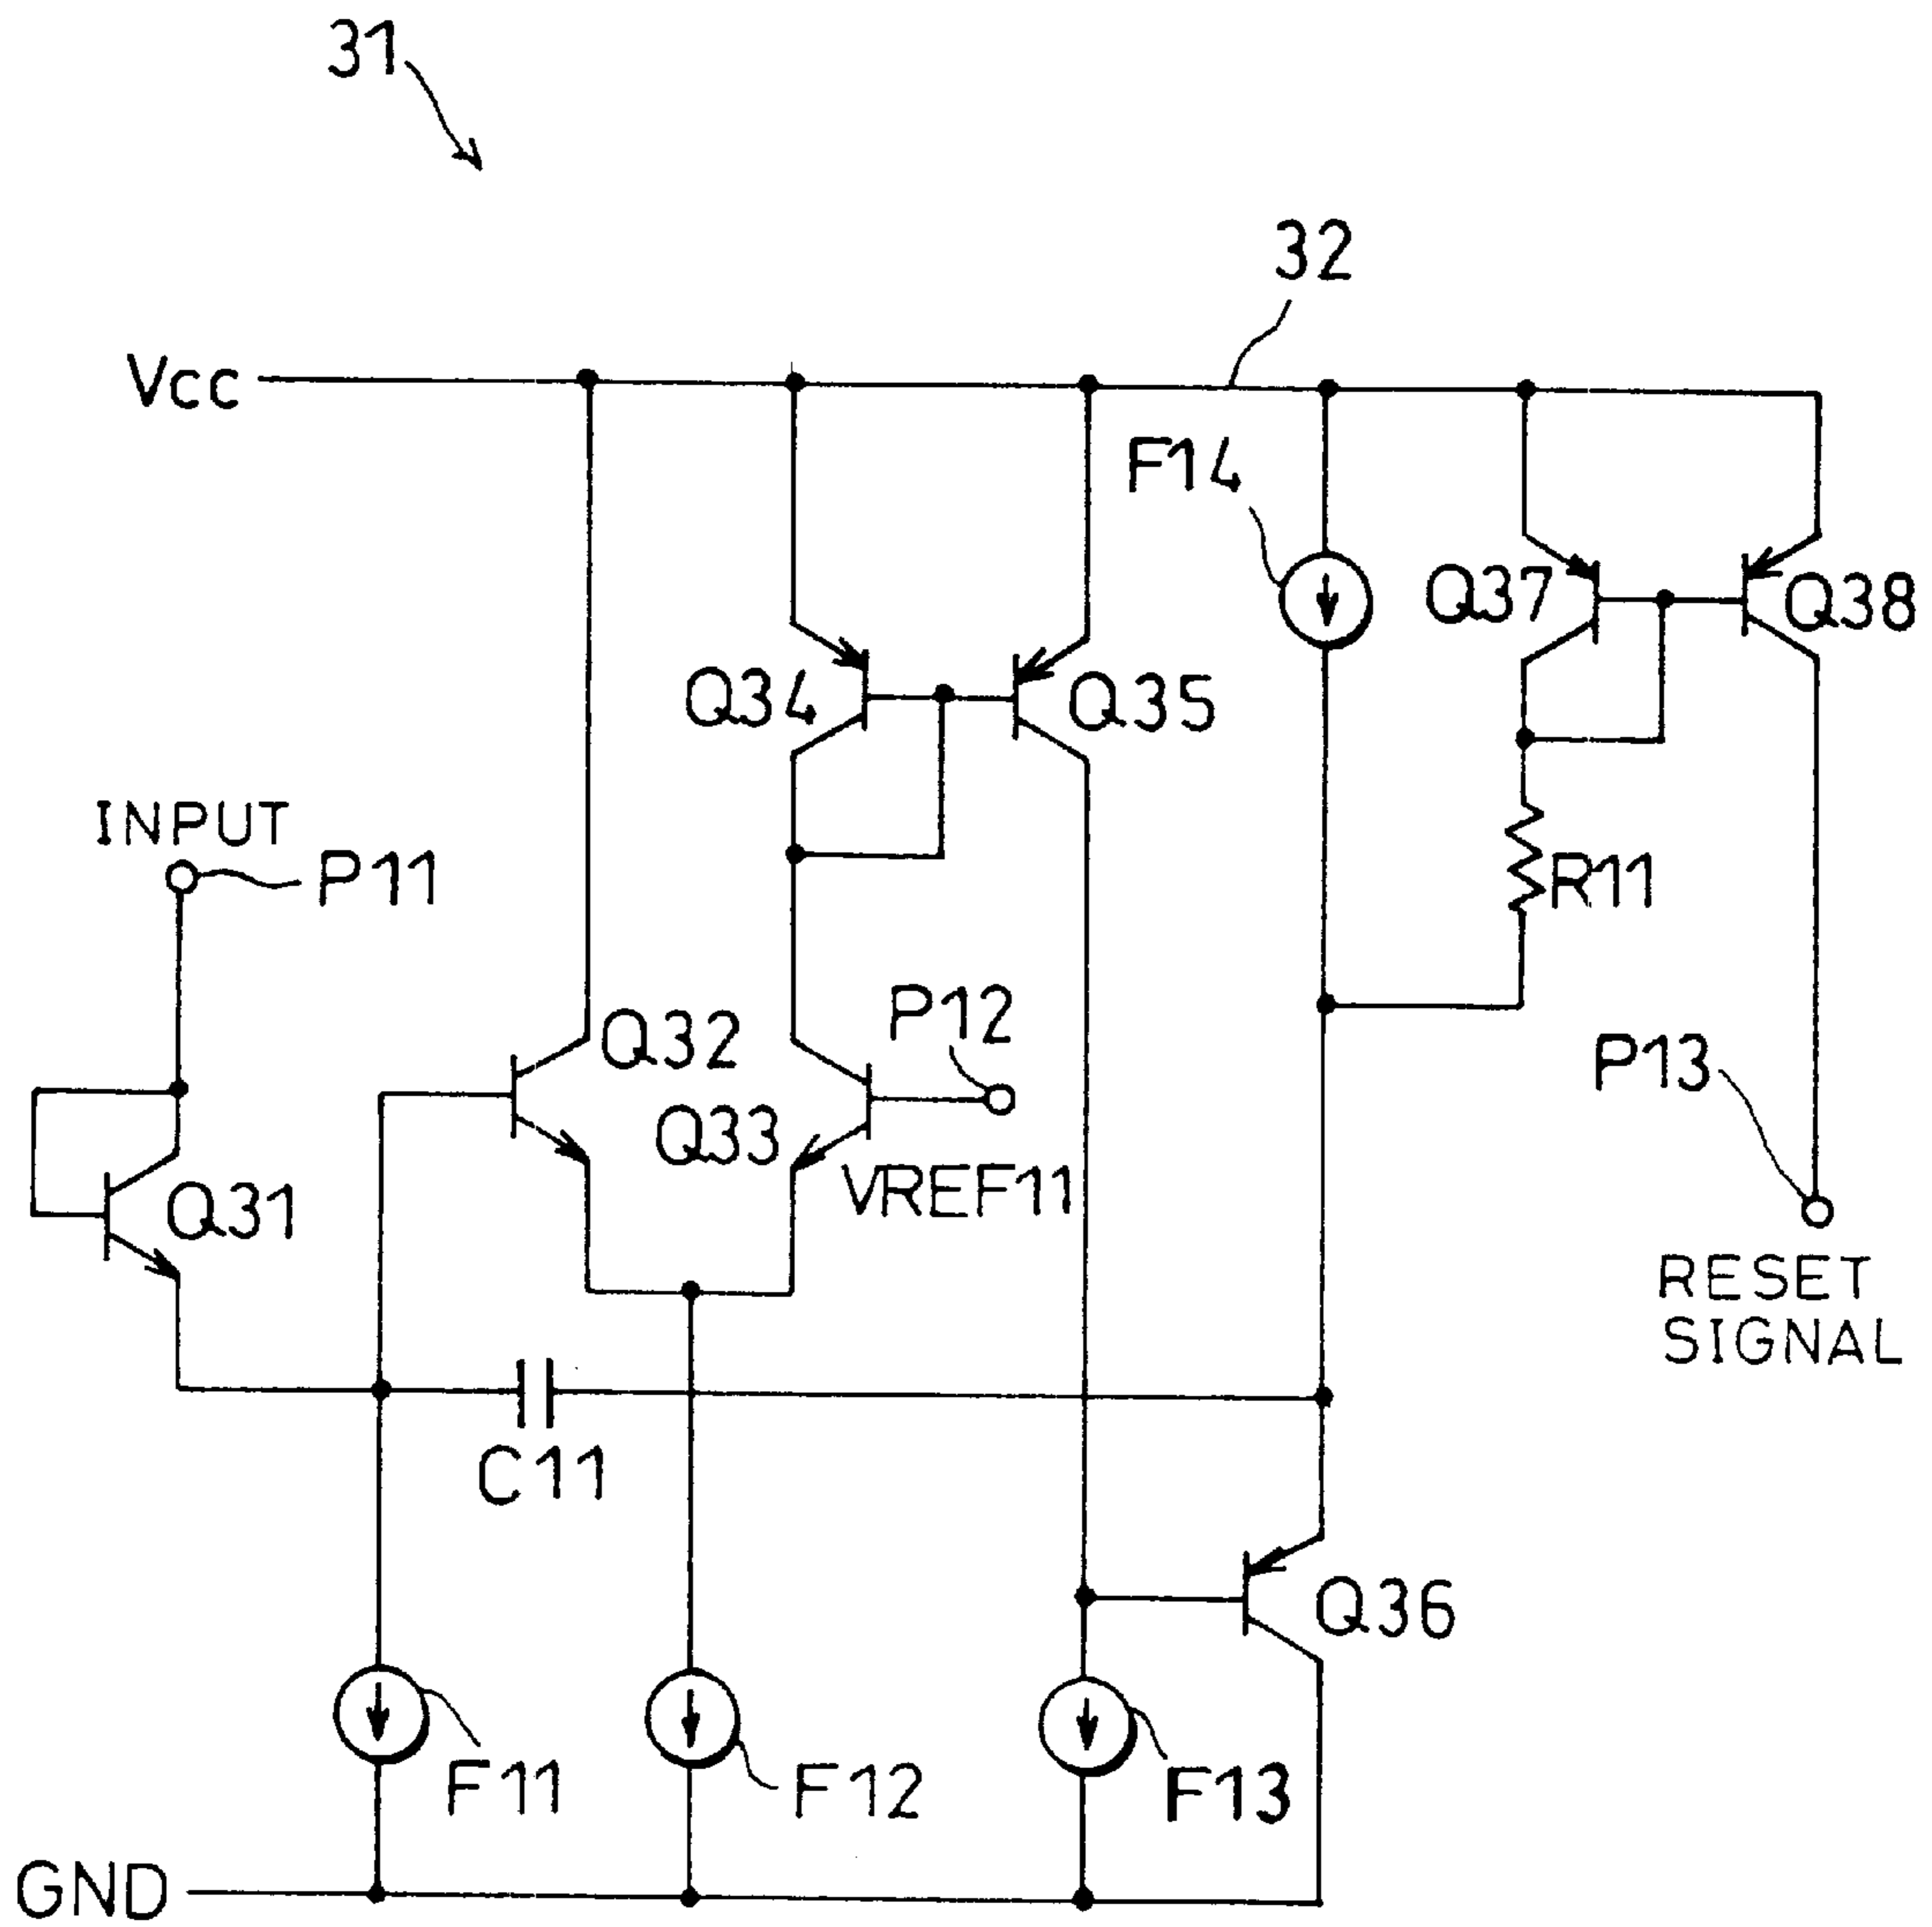 31
32
Vcc
F14
Q37
Q38
Q34
Q35
INPUT
P11
R11
P12
Q32
P13
Q33
VREF11
Q31
RESET
SIGNAL
C11
Q36
F11
F12
F13
GND